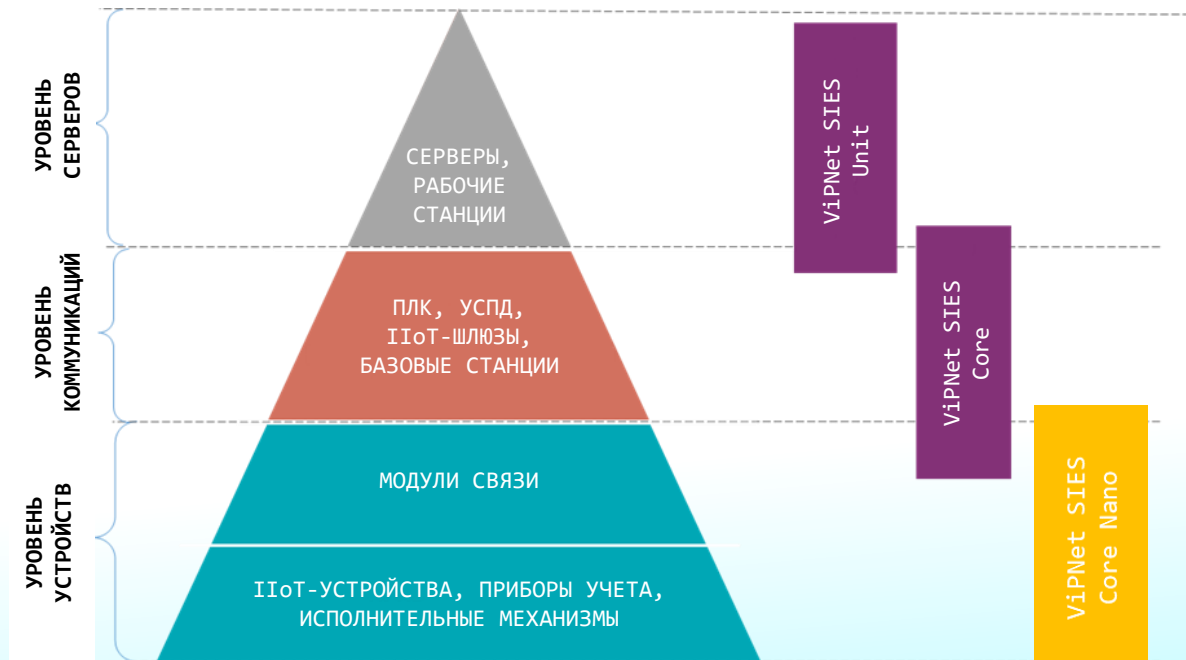 УРОВЕНЬ
СЕРВЕРОВ
СЕРВЕРЫ,
РАБОЧИЕ
СТАНЦИИ
ViPNet SIES
Unit
УРОВЕНЬ
КОММУНИКАЦИЙ
ПЛК, УСПД,
IIoT-ШЛЮЗЫ,
БАЗОВЫЕ СТАНЦИИ
ViPNet SIES
Core
УРОВЕНЬ
УСТРОЙСТВ
МОДУЛИ СВЯЗИ
IIoT-УСТРОЙСТВА, ПРИБОРЫ УЧЕТА,
ИСПОЛНИТЕЛЬНЫЕ МЕХАНИЗМЫ
ViPNet SIES
Core Nano